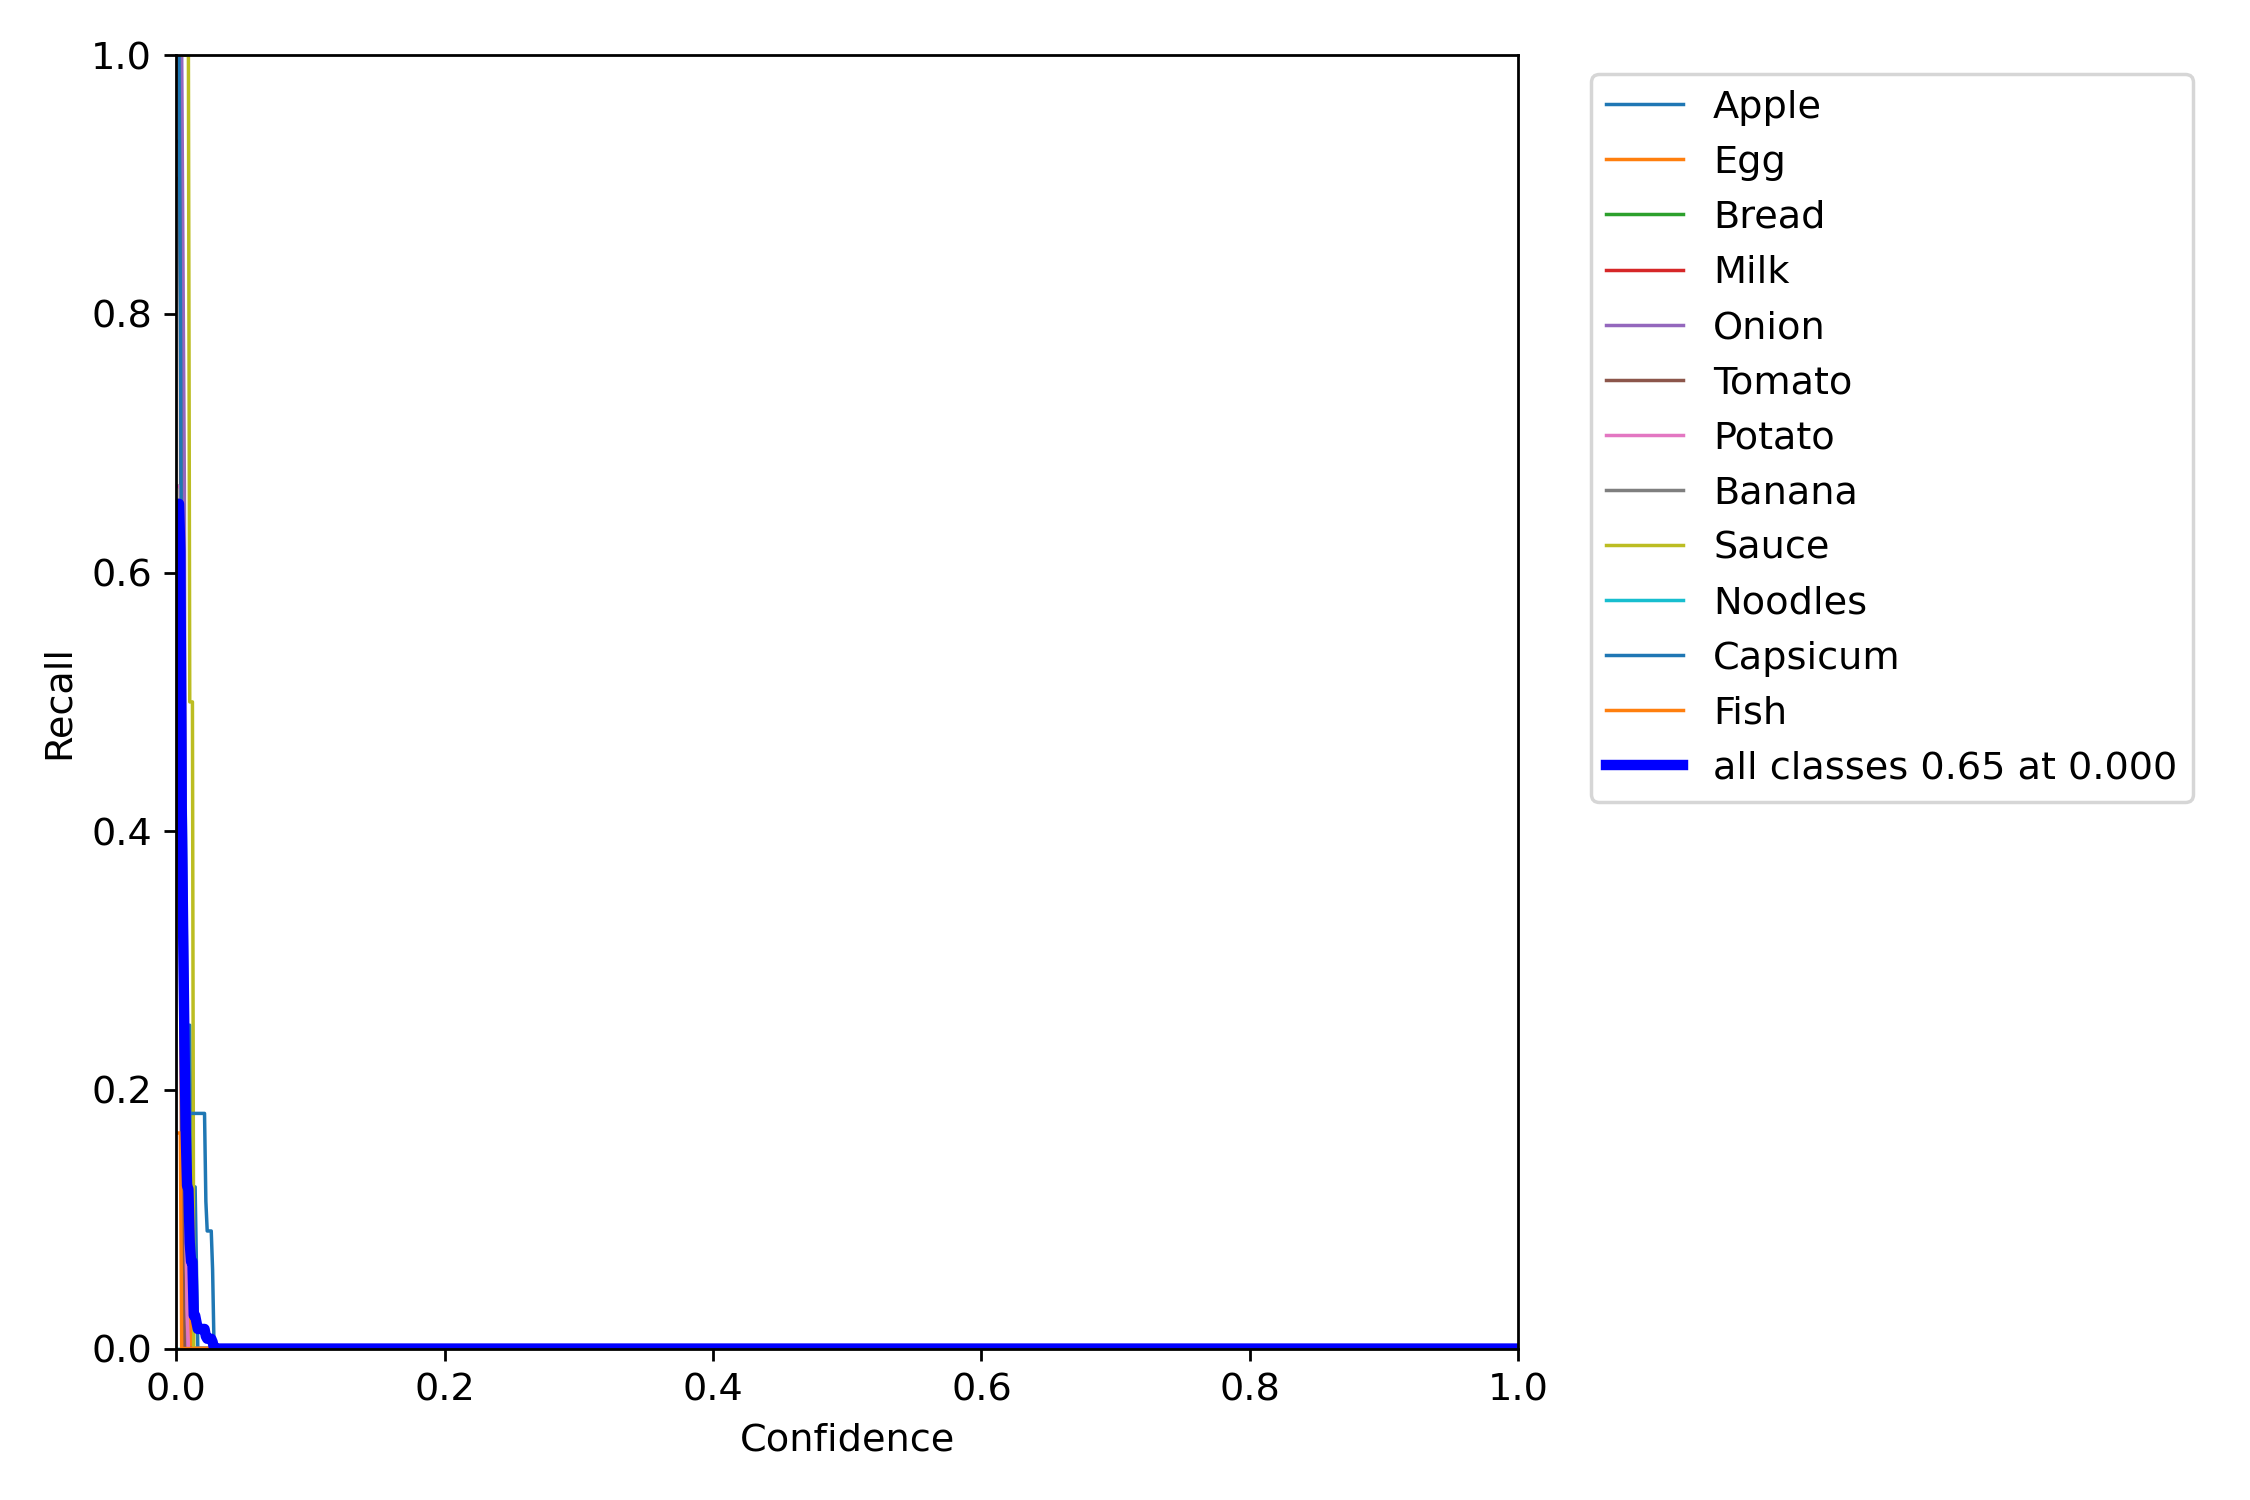 1.0
0.8
0.6
0.4
0.2
0.0
Recall
0.0 0.2 0.4 0.6 0.8 1.0
Confidence
Apple
Egg
Bread
Milk
Onion
Tomato
Potato
Banana
Sauce
Noodles
Capsicum
Fish
all classes 0.65 at 0.000